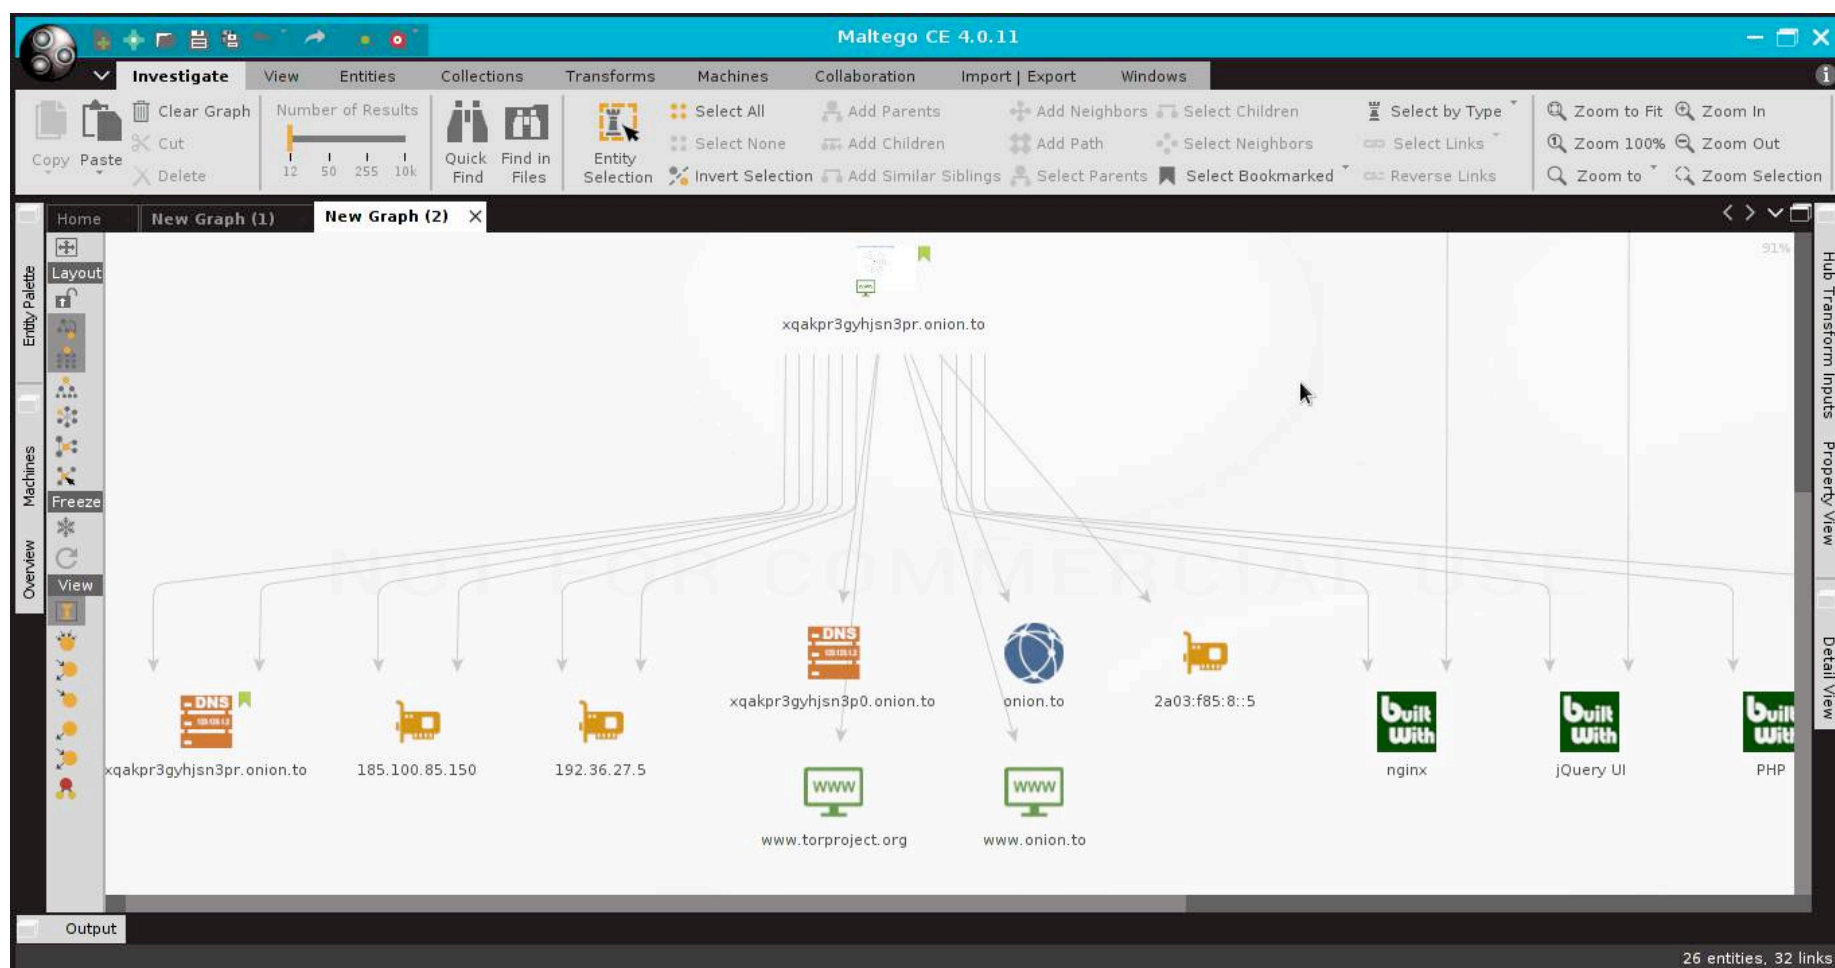 Maltego CE 4.0.11
Investigate View Entities Collections Transforms Machines Collaboration Import | Export Windows
Clear Graph Number of Results Select All Add Parents Add Neighbors Select Children Select by Type Zoom to Fit Zoom In
Cut Select None Add Children Add Path Select Neighbors Select Links Zoom 100% Zoom Out
Copy Paste Quick Find in Entity
Delete 12 50 255 10k Find Files Selection Invert Selection Add Similar Siblings Select Parents Select Bookmarked Reverse Links Zoom to Zoom Selection
Home New Graph (1) New Graph (2)
91%
Layout
Entity Palette
Machines
Overview
Freeze
View
Hub Transform Inputs
Property View
Detail View
xqakpr3gyhjsn3pr.onion.to
NOT FOR COMMERCIAL USE
DNS
xqakpr3gyhjsn3p0.onion.to onion.to 2a03:f85:8::5
DNS
built With built With built With
xqakpr3gyhjsn3pr.onion.to 185.100.85.150 192.36.27.5 nginx jQuery UI PHP
WWW WWW
www.torproject.org www.onion.to
Output
26 entities, 32 links